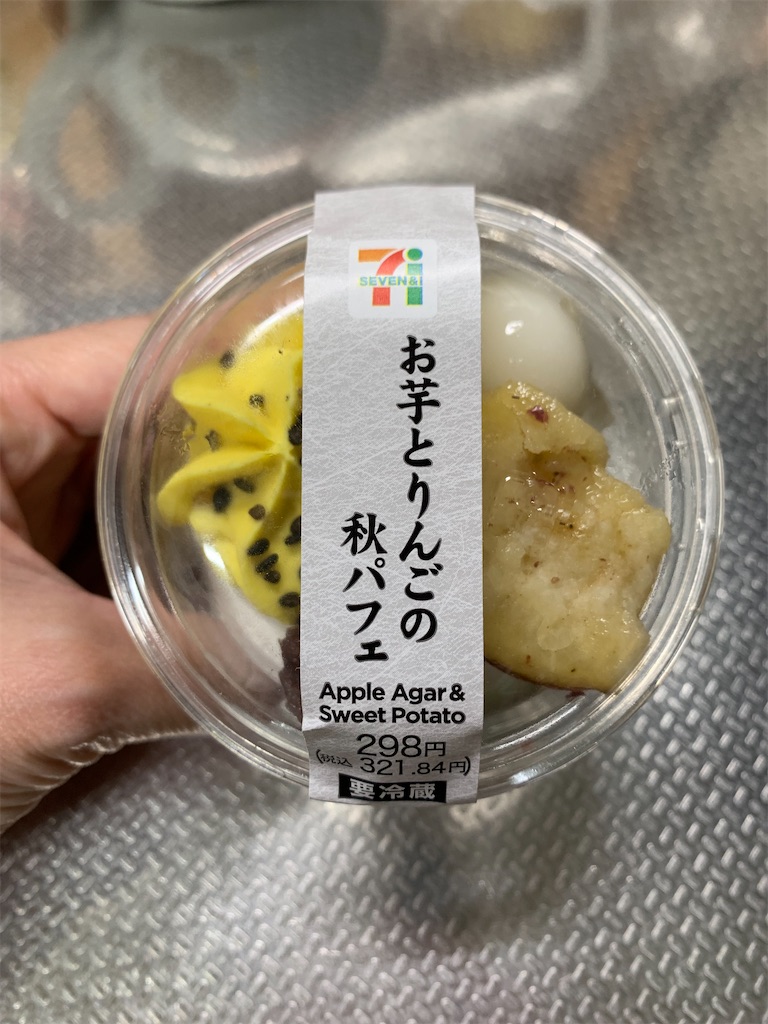 SEVEN&i
お芋とりんごの
秋パフェ
Apple Agar&
Sweet Potato
298円
(税込 321.84円)
要冷蔵